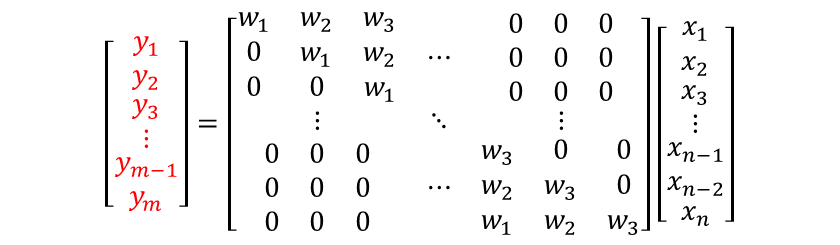 y₁ = w₁ w₂ w₃ 0 0 0 x₁
y₂ 0 w₁ w₂ ⋯ 0 0 0 x₂
y₃ 0 0 w₁ 0 0 0 x₃
⋮ ⋮ ⋱ ⋮ ⋮
yₘ₋₁ 0 0 0 w₃ 0 0 xₙ₋₁
yₘ 0 0 0 ⋯ w₂ w₃ 0 xₙ₋₂
0 0 0 w₁ w₂ w₃ xₙ